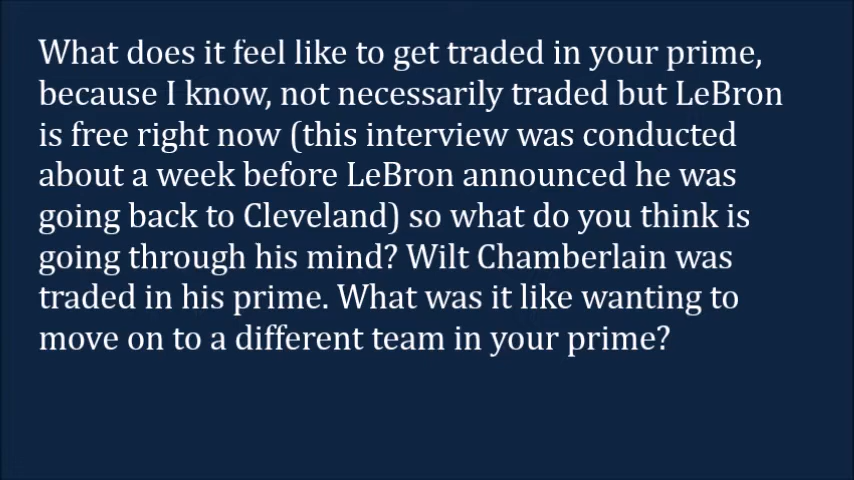 What does it feel like to get traded in your prime,
because I know, not necessarily traded but LeBron
is free right now (this interview was conducted
about a week before LeBron announced he was
going back to Cleveland) so what do you think is
going through his mind? Wilt Chamberlain was
traded in his prime. What was it like wanting to
move on to a different team in your prime?